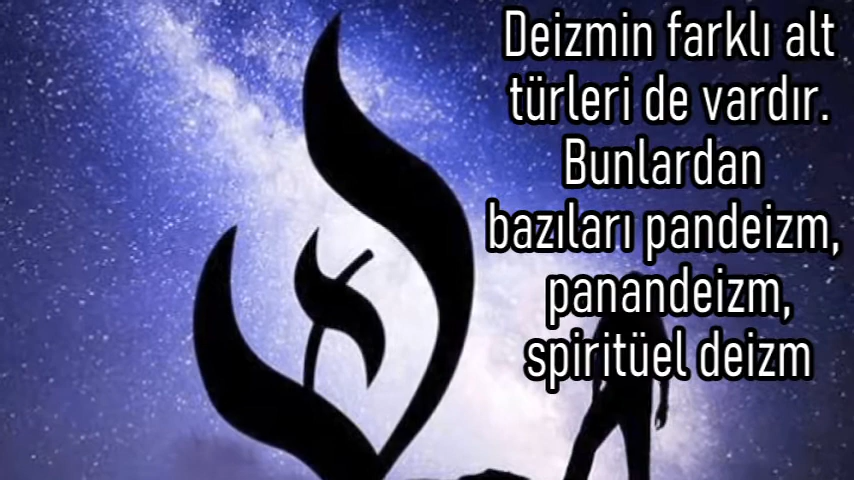 Deizmin farklı alt
türleri de vardır.
Bunlardan
bazıları pandeizm,
panandeizm,
spiritüel deizm